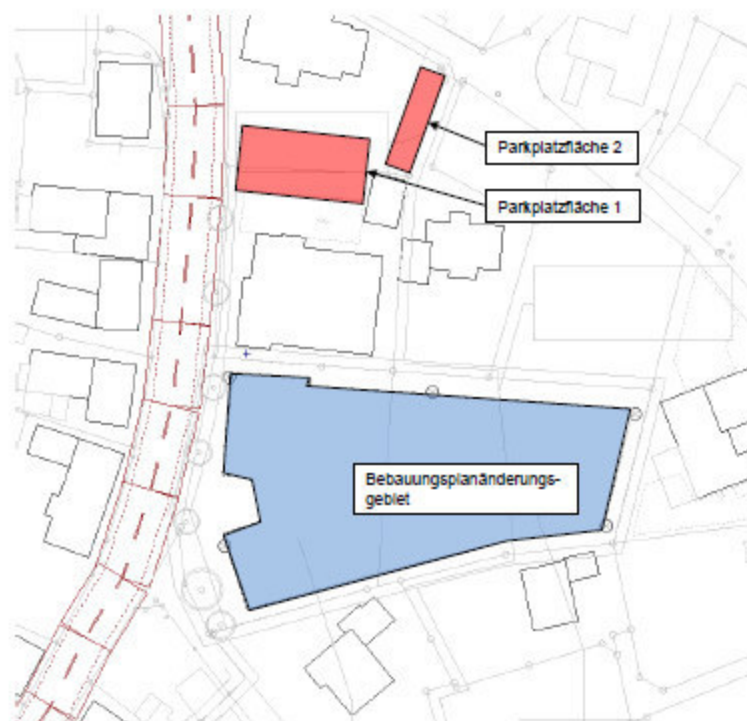 Parkplatzfläche 2
Parkplatzfläche 1
Bebauungsplanänderungs-
gebiet